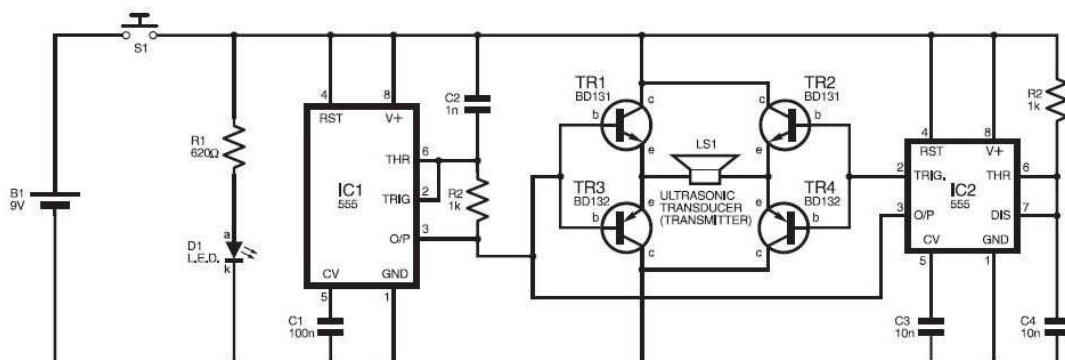 S1
B1
9V
R1
620Ω
D1
L.E.D.
a
k
4
8
RST
V+
THR
6
TRIG
2
IC1
555
O/P
3
CV
GND
5
1
C1
100n
C2
1n
R2
1k
TR1
BD131
c
b
e
TR2
BD131
c
b
e
LS1
ULTRASONIC
TRANSDUCER
(TRANSMITTER)
TR3
BD132
e
b
c
TR4
BD132
e
b
c
4
8
RST
V+
2
TRIG.
THR
6
IC2
555
3
O/P
DIS
7
CV
GND
5
1
C3
10n
R2
1k
C4
10n